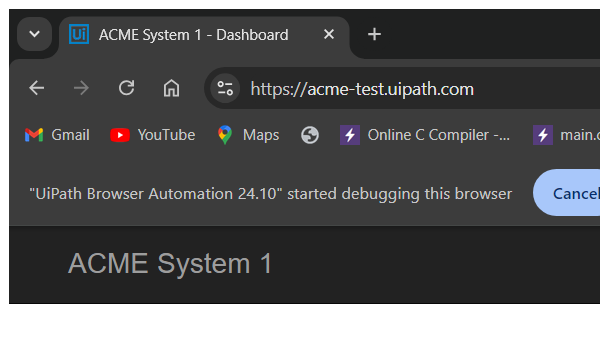 Ui ACME System 1 - Dashboard
https://acme-test.uipath.com
Gmail YouTube Maps Online C Compiler -... main.c
"UiPath Browser Automation 24.10" started debugging this browser Cancel
ACME System 1